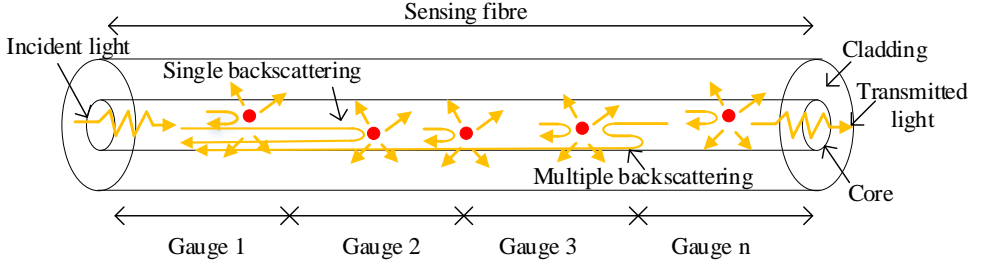 Sensing fibre
Incident light
Cladding
Single backscattering
Transmitted
light
Multiple backscattering
Core
Gauge 1
Gauge 2
Gauge 3
Gauge n